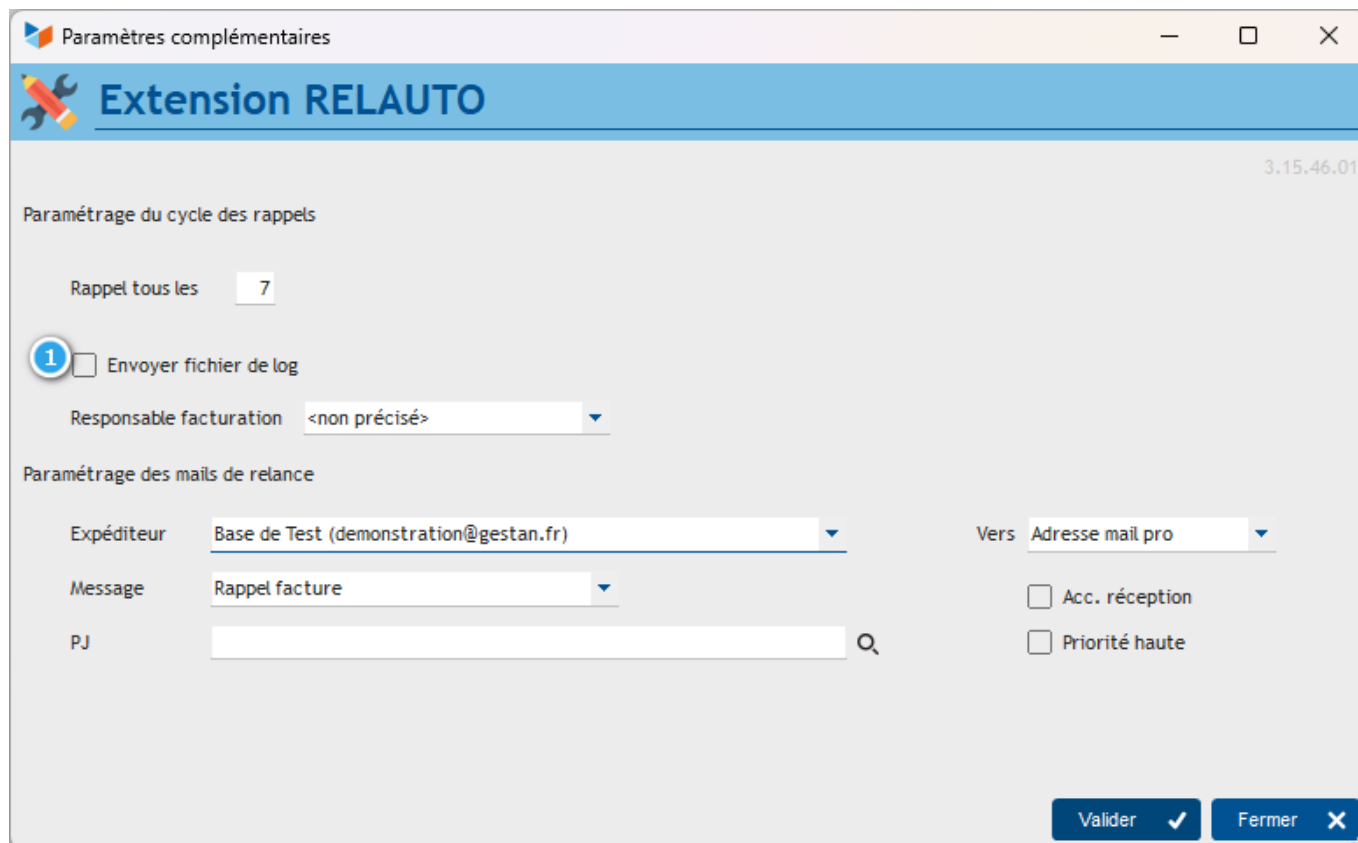 Paramètres complémentaires
Extension RELAUTO
3.15.46.01
Paramétrage du cycle des rappels
Rappel tous les 7
1 Envoyer fichier de log
Responsable facturation <non précisé>
Paramétrage des mails de relance
Expéditeur Base de Test (demonstration@gestan.fr) Vers Adresse mail pro
Message Rappel facture Acc. réception
PJ Priorité haute
Valider Fermer